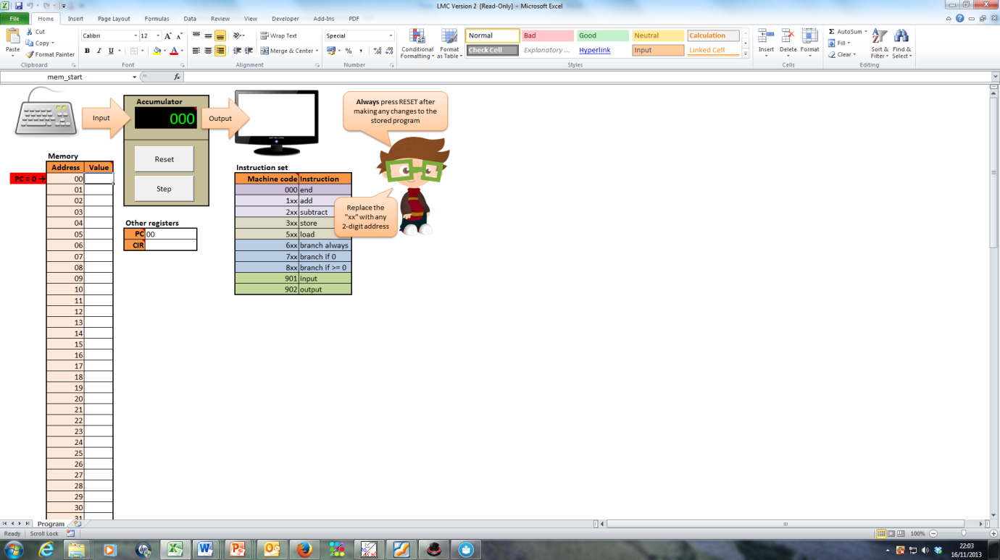 LMC Version 2 [Read-Only] - Microsoft Excel
File Home Insert Page Layout Formulas Data Review View Developer Add-Ins PDF
Paste
Cut
Copy
Format Painter
Clipboard
Calibri 12
B I U
Font
Wrap Text
Merge & Center
Alignment
Special
% ,
Number
Conditional Formatting
Format as Table
Normal Bad Good Neutral Calculation
Check Cell Explanatory ... Hyperlink Input Linked Cell
Styles
Insert Delete Format
Cells
Σ AutoSum
Fill
Clear
Sort & Filter
Find & Select
Editing
mem_start
fx
Input
Accumulator
000
Output
Reset
Step
Always press RESET after
making any changes to the
stored program
Replace the
"xx" with any
2-digit address
Memory
Address Value
PC = 0 →
00
01
02
03
04
05
06
07
08
09
10
11
12
13
14
15
16
17
18
19
20
21
22
23
24
25
26
27
28
29
30
31
Other registers
PC 00
CIR
Instruction set
Machine code Instruction
000 end
1xx add
2xx subtract
3xx store
5xx load
6xx branch always
7xx branch if 0
8xx branch if >= 0
901 input
902 output
Program
Ready Scroll Lock
100%
22:03
16/11/2013